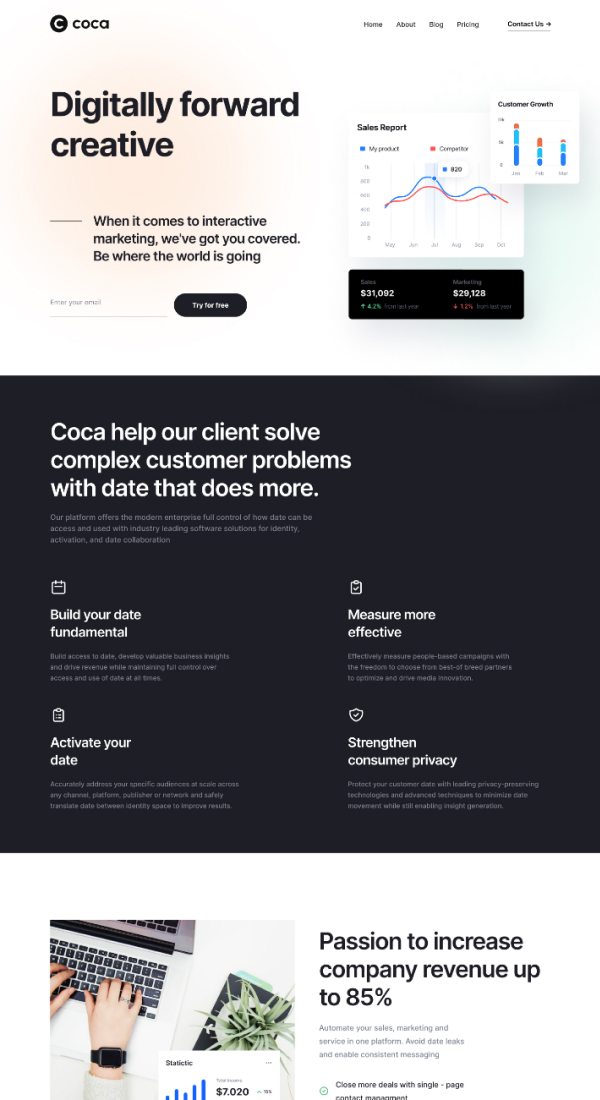 coca
Home About Blog Pricing Contact Us →
Digitally forward
creative
When it comes to interactive
marketing, we've got you covered.
Be where the world is going
Enter your email
Try for free
Sales Report
My product Competitor
820
1k
800
600
400
200
0
May Jun Jul Aug Sep Oct
Customer Growth
10k
5k
0
Jan Feb Mar
Sales Marketing
$31,092 $29,128
↑ 4.2% from last year ↓ 1.2% from last year
Coca help our client solve
complex customer problems
with date that does more.
Our platform offers the modern enterprise full control of how date can be
access and used with industry leading software solutions for identity,
activation, and date collaboration
Build your date
fundamental
Build access to date, develop valuable business insights
and drive revenue while maintaining full control over
access and use of date at all times.
Measure more
effective
Effectively measure people-based campaigns with
the freedom to choose from best-of breed partners
to optimize and drive media innovation.
Activate your
date
Accurately address your specific audiences at scale across
any channel, platform, publisher or network and safely
translate date between identity space to improve results.
Strengthen
consumer privacy
Protect your customer date with leading privacy-preserving
technologies and advanced techniques to minimize date
movement while still enabling insight generation.
Statictic
Total Income
$7.020 15%
Passion to increase
company revenue up
to 85%
Automate your sales, marketing and
service in one platform. Avoid date leaks
and enable consistent messaging
Close more deals with single - page
contact managment